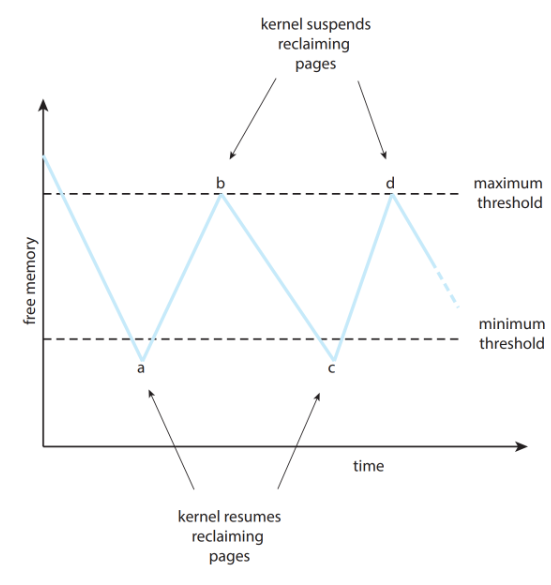 kernel suspends
reclaiming
pages
b
d
maximum
threshold
free memory
minimum
threshold
a
c
time
kernel resumes
reclaiming
pages